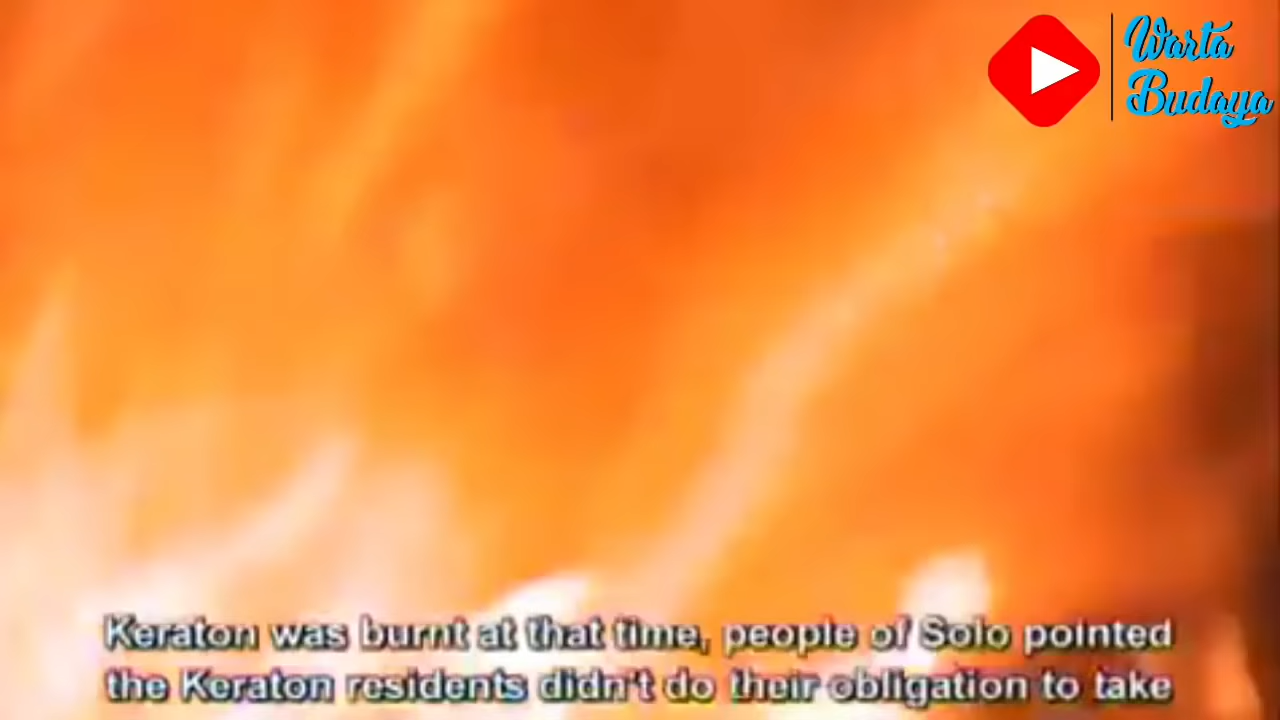 Warta
Budaya
Keraton was burnt at that time, people of Solo pointed
the Keraton residents didn't do their obligation to take